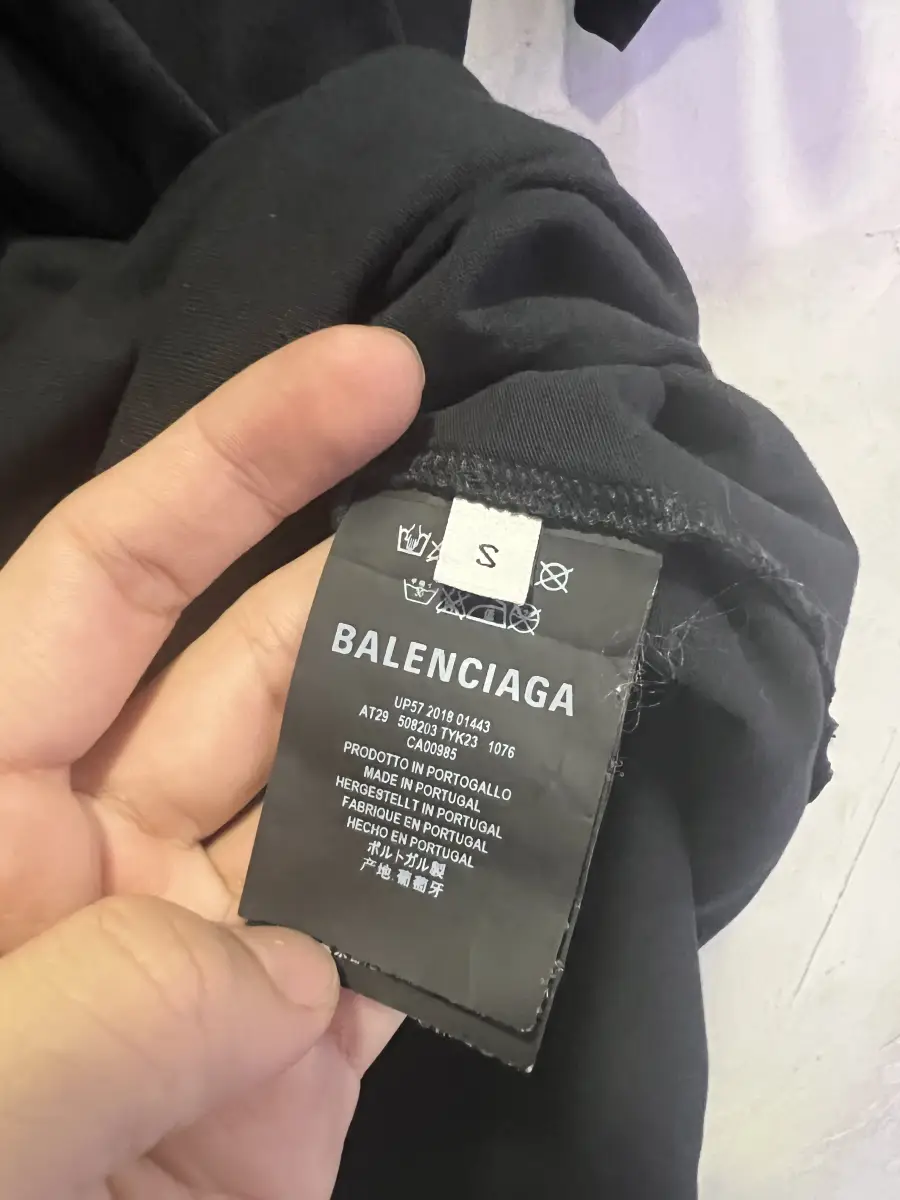 S
BALENCIAGA
UP57 2018 01443
AT29 508203 TYK23 1076
CA00985
PRODOTTO IN PORTOGALLO
MADE IN PORTUGAL
HERGESTELLT IN PORTUGAL
FABRIQUE EN PORTUGAL
HECHO EN PORTUGAL
ポルトガル製
产地:葡萄牙